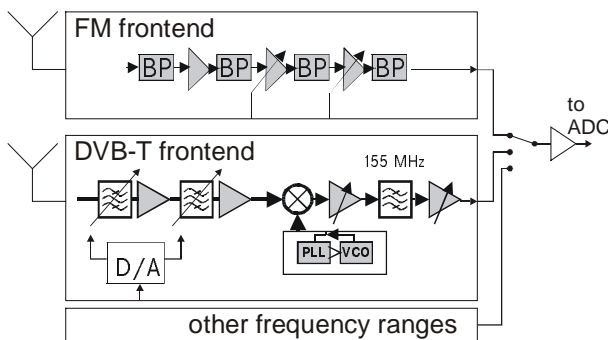 FM frontend
BP BP BP BP
to
ADC
DVB-T frontend
155 MHz
D/A
PLL VCO
other frequency ranges